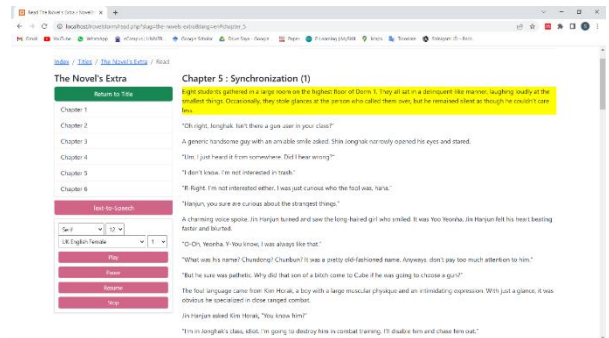 Read The Novel's Extra - Novels
localhost/novelstorm/read.php?slug=the-novels-extra&lang=en#chapter_5
Gmail YouTube WhatsApp Google Scholar Maps Translate
Index / Titles / The Novel's Extra / Read
The Novel's Extra
Return to Title
Chapter 1
Chapter 2
Chapter 3
Chapter 4
Chapter 5
Chapter 6
Text-to-Speech
Serif 12
UK English Female 1
Play
Pause
Resume
Stop
Chapter 5 : Synchronization (1)
Eight students gathered in a large room on the highest floor of Dorm 1. They all sat in a delinquent like manner, laughing loudly at the
smallest things. Occasionally, they stole glances at the person who called them over, but he remained silent as though he couldn't care
less.
"Oh right, Jonghak. Isn't there a gun user in your class?"
A generic handsome guy with an amiable smile asked. Shin Jonghak narrowly opened his eyes and stared.
"Um, I just heard it from somewhere. Did I hear wrong?"
"I don't know. I'm not interested in trash."
"R-Right. I'm not interested either. I was just curious who the fool was, haha."
"Hanjun, you sure are curious about the strangest things."
A charming voice spoke. Jin Hanjun turned and saw the long-haired girl who smiled. It was Yoo Yeonha. Jin Hanjun felt his heart beating
faster and blurted.
"O-Oh, Yeonha. Y-You know, I was always like that."
"What was his name? Chundong? Chunbun? It was a pretty old-fashioned name. Anyways, don't pay too much attention to him."
"But he sure was pathetic. Why did that son of a bitch come to Cube if he was going to choose a gun?"
The foul language came from Kim Horak, a boy with a large muscular physique and an intimidating expression. With just a glance, it was
obvious he specialized in close ranged combat.
Jin Hanjun asked Kim Horak, "You know him?"
"I'm in Jonghak's class, idiot. I'm going to destroy him in combat training. I'll disable him and chase him out."